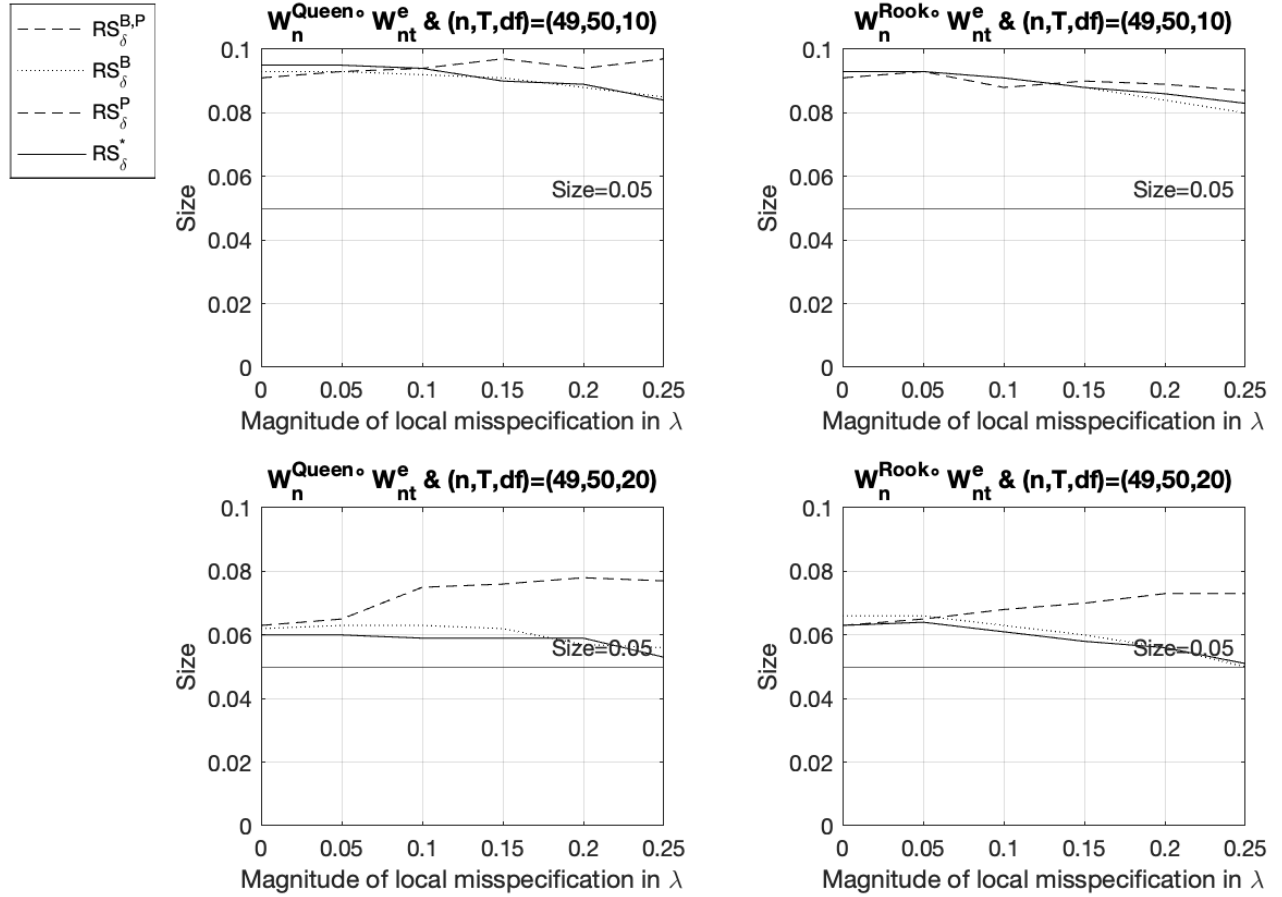 RS_δ^{B,P}
RS_δ^{B}
RS_δ^{P}
RS_δ^{*}
W_n^{Queen}∘ W_{nt}^{e} & (n,T,df)=(49,50,10)
0.1
0.08
0.06
0.04
0.02
0
Size
Size=0.05
0 0.05 0.1 0.15 0.2 0.25
Magnitude of local misspecification in λ
W_n^{Rook}∘ W_{nt}^{e} & (n,T,df)=(49,50,10)
0.1
0.08
0.06
0.04
0.02
0
Size
Size=0.05
0 0.05 0.1 0.15 0.2 0.25
Magnitude of local misspecification in λ
W_n^{Queen}∘ W_{nt}^{e} & (n,T,df)=(49,50,20)
0.1
0.08
0.06
0.04
0.02
0
Size
Size=0.05
0 0.05 0.1 0.15 0.2 0.25
Magnitude of local misspecification in λ
W_n^{Rook}∘ W_{nt}^{e} & (n,T,df)=(49,50,20)
0.1
0.08
0.06
0.04
0.02
0
Size
Size=0.05
0 0.05 0.1 0.15 0.2 0.25
Magnitude of local misspecification in λ